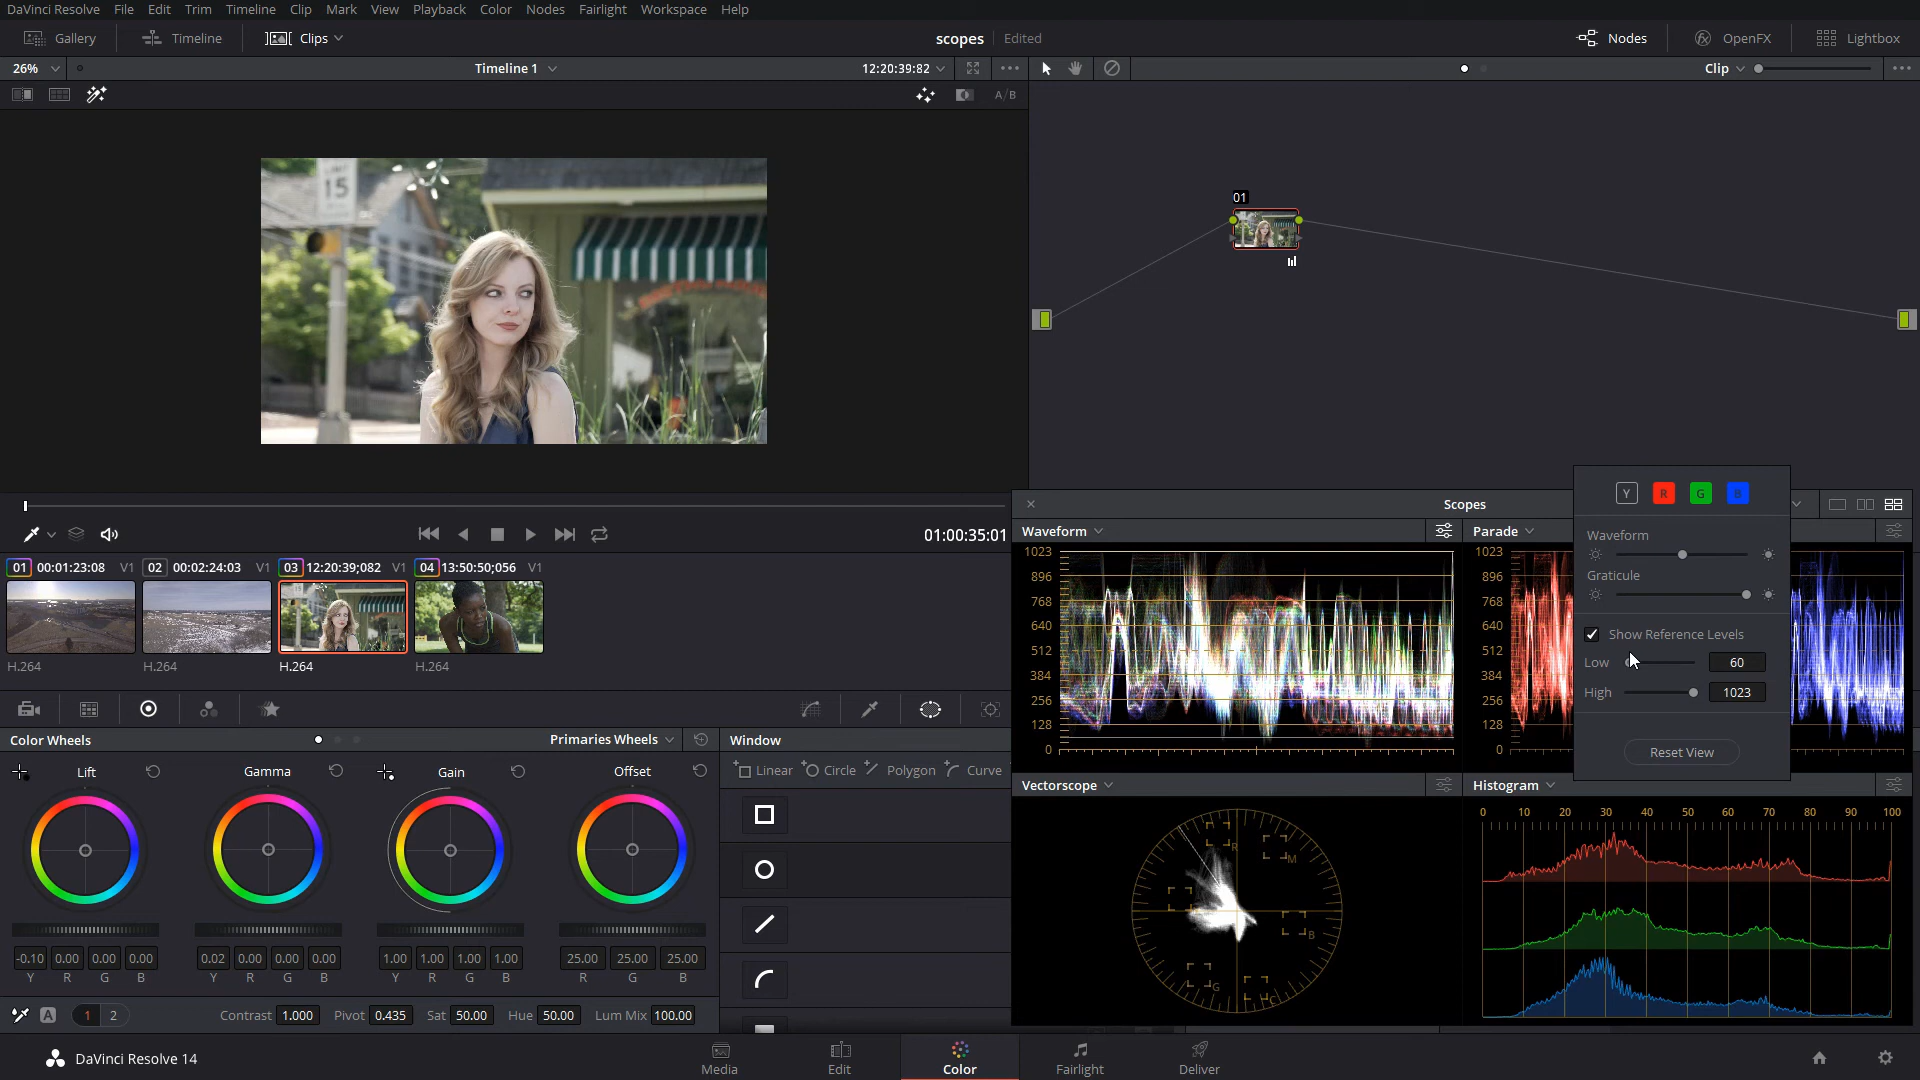 DaVinci Resolve File Edit Trim Timeline Clip Mark View Playback Color Nodes Fairlight Workspace Help
Gallery Timeline Clips scopes Edited Nodes OpenFX Lightbox
26% Timeline 1 12:20:39:82 Clip
A/B
LIMIT
15
01
01:00:35:01
01 00:01:23:08 V1 02 00:02:24:03 V1 03 12:20:39;082 V1 04 13:50:50;056 V1
H.264 H.264 H.264 H.264
Color Wheels Primaries Wheels Window
Lift Gamma Gain Offset
Linear Circle Polygon Curve
-0.10 0.00 0.00 0.00 0.02 0.00 0.00 0.00 1.00 1.00 1.00 1.00 25.00 25.00 25.00
Y R G B Y R G B Y R G B R G B
A 1 2 Contrast 1.000 Pivot 0.435 Sat 50.00 Hue 50.00 Lum Mix 100.00
Scopes
Waveform Parade
1023 1023
896 896
768 768
640 640
512 512
384 384
256 256
128 128
0 0
Y R G B
Waveform
Graticule
Show Reference Levels
Low 60
High 1023
Reset View
Vectorscope Histogram
R M B G C
0 10 20 30 40 50 60 70 80 90 100
DaVinci Resolve 14 Media Edit Color Fairlight Deliver